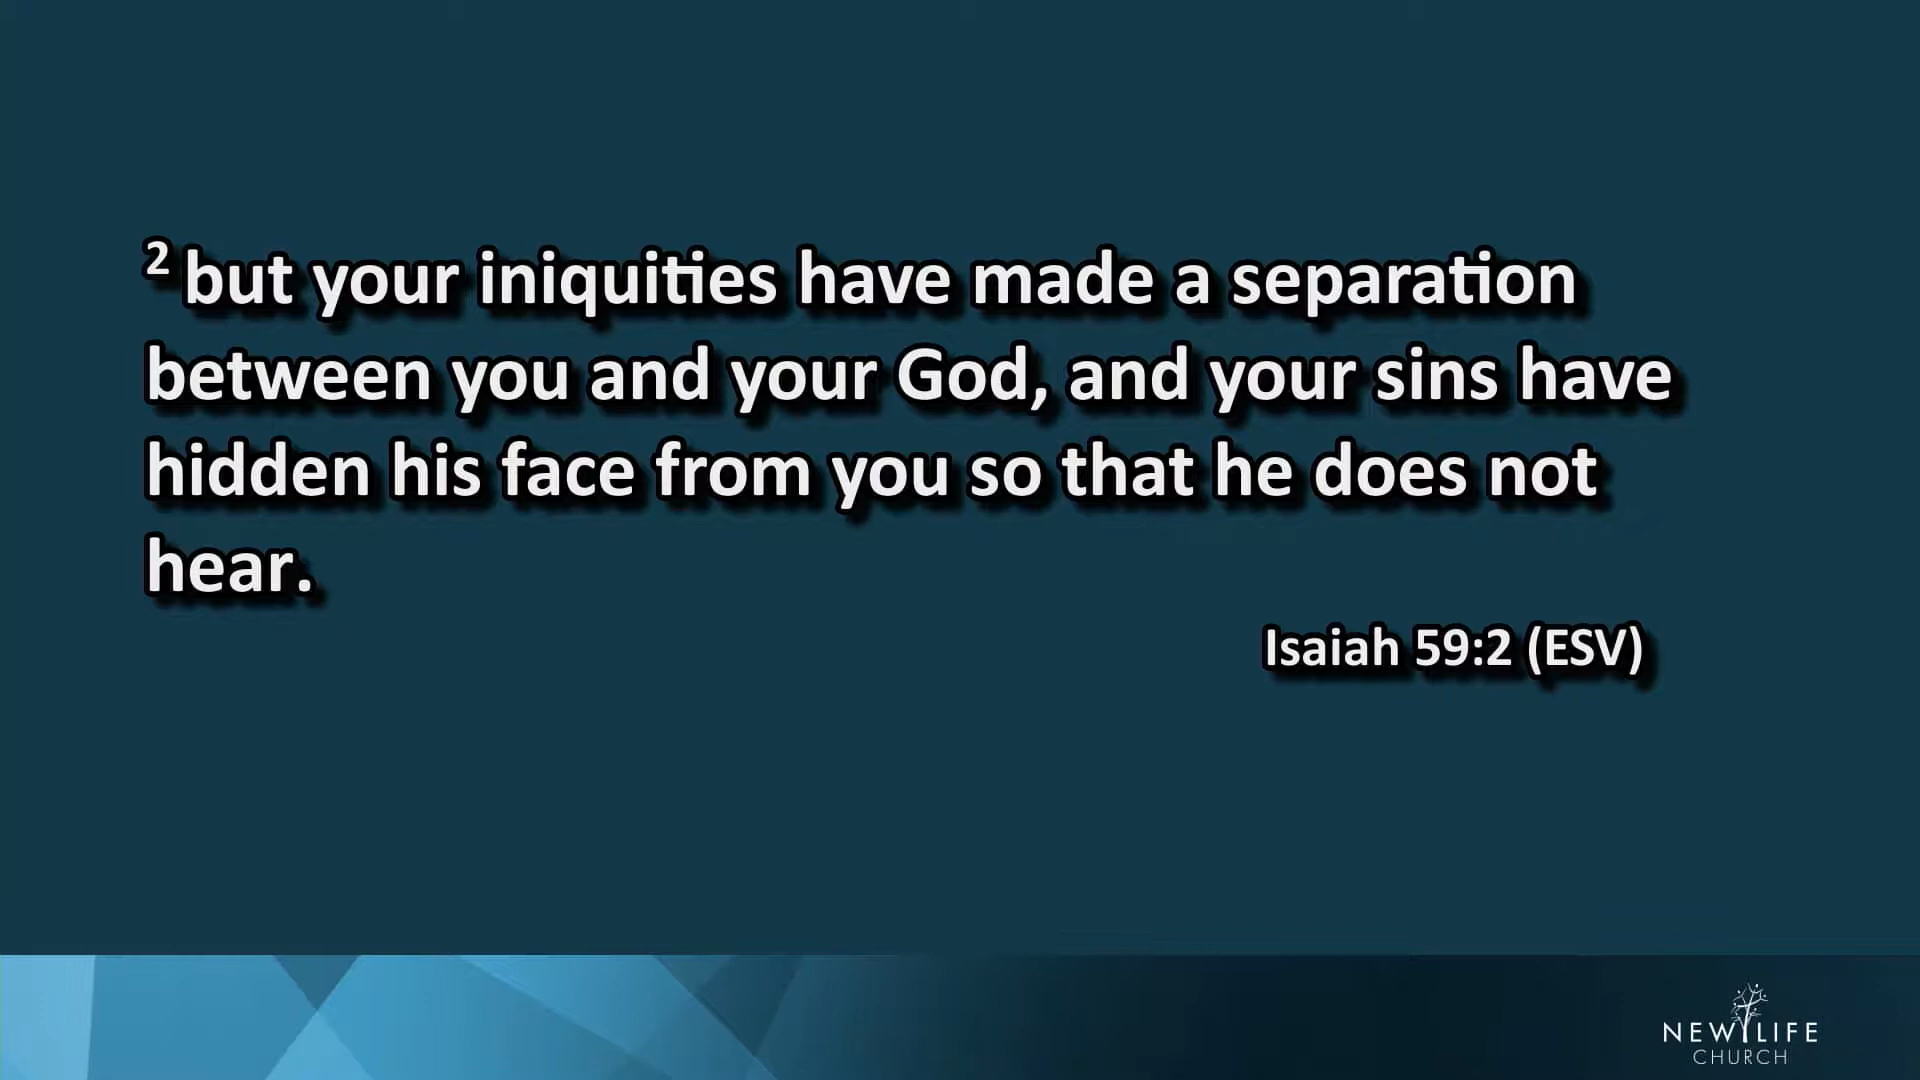 2 but your iniquities have made a separation
between you and your God, and your sins have
hidden his face from you so that he does not
hear.
Isaiah 59:2 (ESV)
NEW LIFE
CHURCH